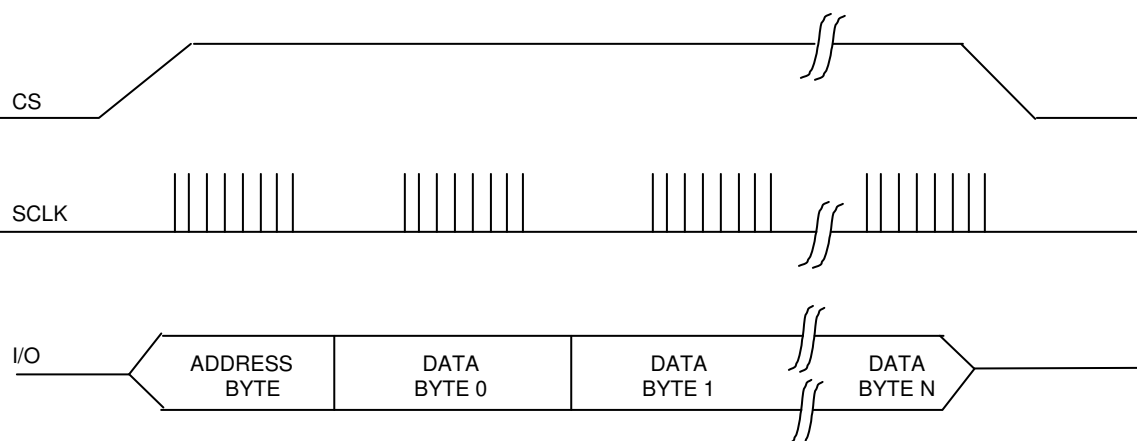 CS
SCLK
I/O
ADDRESS
BYTE
DATA
BYTE 0
DATA
BYTE 1
DATA
BYTE N